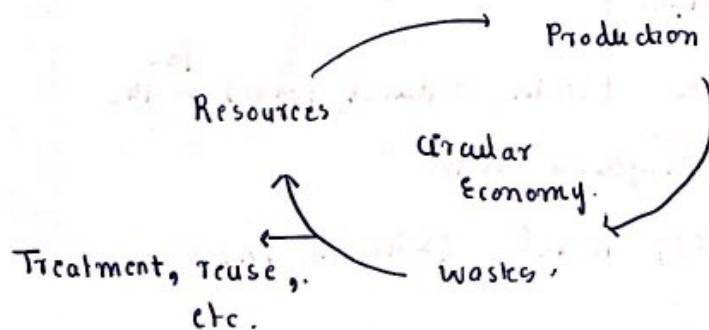 Production
Resources
Circular
Economy.
Treatment, reuse,.
etc.
Wastes.